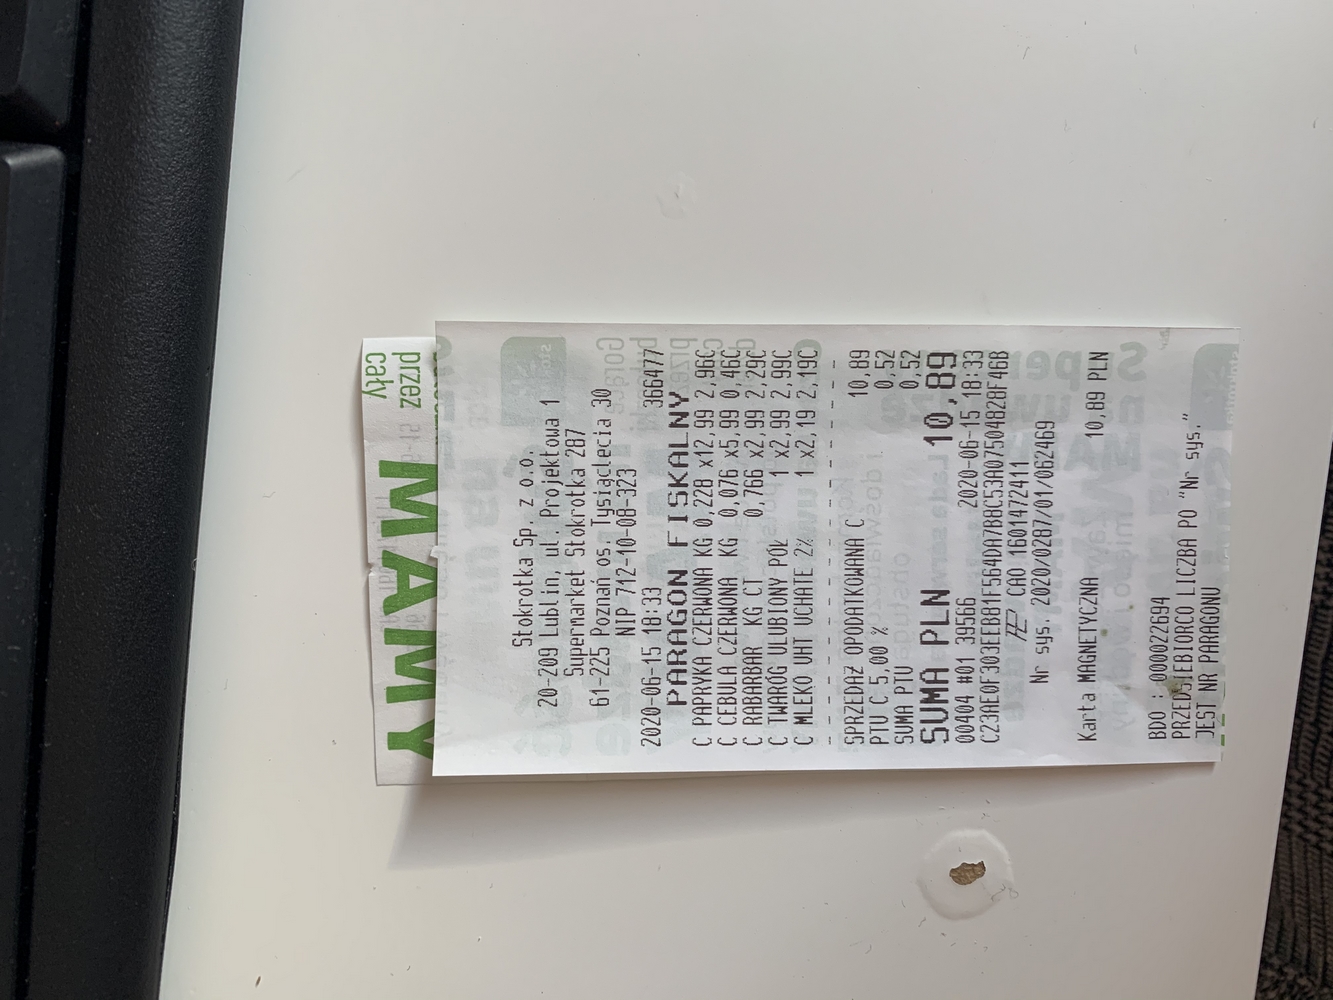 MAMY
przez
cały
Stokrotka Sp. z o.o.
20-209 Lublin, ul. Projektowa 1
Supermarket Stokrotka 287
61-225 Poznań os. Tysiąclecia 30
NIP 712-10-08-323
2020-06-15 18:33 366477
PARAGON FISKALNY
C PAPRYKA CZERWONA KG 0,228 x12,99 2,96C
C CEBULA CZERWONA KG 0,076 x5,99 0,46C
C RABARBAR KG CT 0,766 x2,99 2,29C
C TWARÓG ULUBIONY PÓŁ 1 x2,99 2,99C
C MLEKO UHT UCHATE 2% 1 x2,19 2,19C
SPRZEDAŻ OPODATKOWANA C 10,89
PTU C 5,00 % 0,52
SUMA PTU 0,52
SUMA PLN 10,89
00404 #01 39566 2020-06-15 18:33
C23AE0F303EEB81F564DA7B8C53A07504828F46B
CAO 1601472411
Nr sys. 2020/0287/01/062469
Karta MAGNETYCZNA 10,89 PLN
BDO : 000022694
PRZEDSIEBIORCO LICZBA PO "Nr sys."
JEST NR PARAGONU